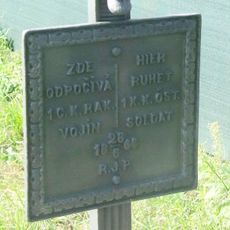 ZDE HIER
ODPOČÍVÁ RUHET
1 C. K. RAK. 1 K. K. ÖST.
VOJÍN SOLDAT
28
18 66
6
R. J. P.